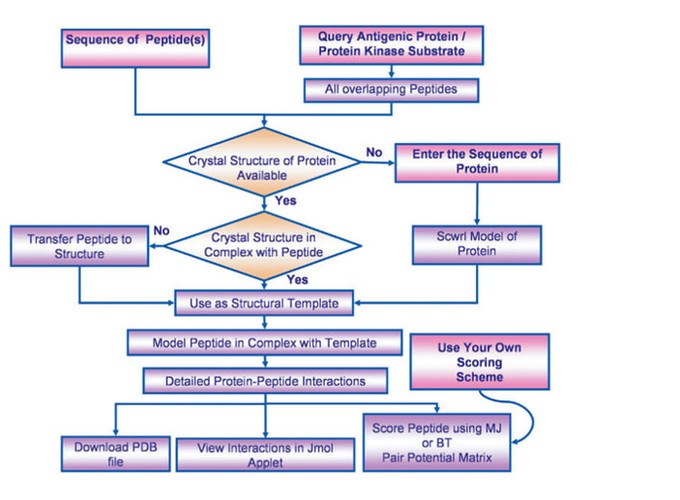 Sequence of Peptide(s)
Query Antigenic Protein /
Protein Kinase Substrate
All overlapping Peptides
Crystal Structure of Protein
Available
No
Enter the Sequence of
Protein
Yes
Transfer Peptide to
Structure
No
Crystal Structure in
Complex with Peptide
Scwrl Model of
Protein
Yes
Use as Structural Template
Model Peptide in Complex with Template
Use Your Own
Scoring
Scheme
Detailed Protein-Peptide Interactions
Download PDB
file
View Interactions in Jmol
Applet
Score Peptide using MJ
or BT
Pair Potential Matrix